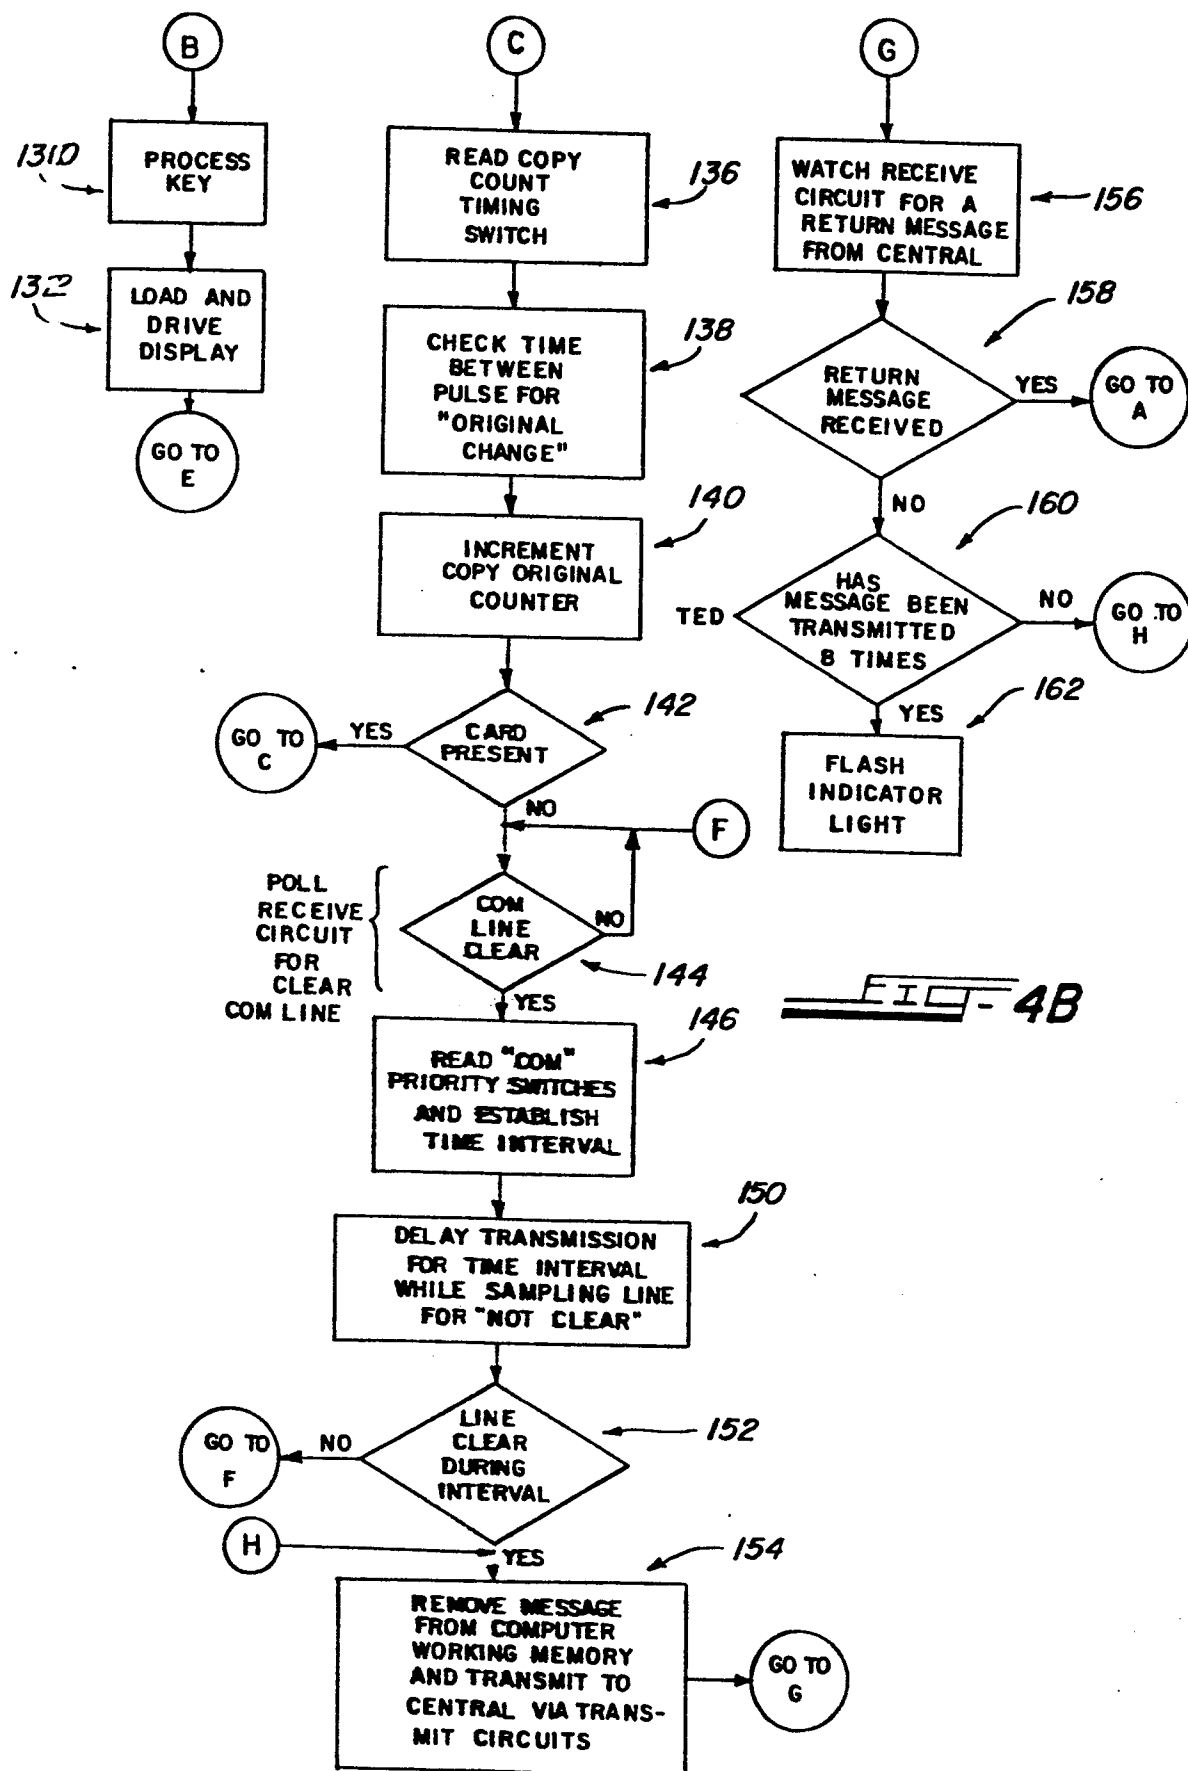 B
PROCESS
KEY
131D
LOAD AND
DRIVE
DISPLAY
132
GO TO
E
C
READ COPY
COUNT
TIMING
SWITCH
136
CHECK TIME
BETWEEN
PULSE FOR
"ORIGINAL
CHANGE"
138
INCREMENT
COPY ORIGINAL
COUNTER
140
CARD
PRESENT
142
YES
GO TO
C
NO
F
POLL
RECEIVE
CIRCUIT
FOR
CLEAR
COM LINE
COM
LINE
CLEAR
NO
144
YES
READ "COM"
PRIORITY SWITCHES
AND ESTABLISH
TIME INTERVAL
146
DELAY TRANSMISSION
FOR TIME INTERVAL
WHILE SAMPLING LINE
FOR "NOT CLEAR"
150
LINE
CLEAR
DURING
INTERVAL
152
NO
GO TO
F
H
YES
REMOVE MESSAGE
FROM COMPUTER
WORKING MEMORY
AND TRANSMIT TO
CENTRAL VIA TRANS-
MIT CIRCUITS
154
GO TO
G
G
WATCH RECEIVE
CIRCUIT FOR A
RETURN MESSAGE
FROM CENTRAL
156
RETURN
MESSAGE
RECEIVED
158
YES
GO TO
A
NO
HAS
MESSAGE BEEN
TRANSMITTED
8 TIMES
TED
160
NO
GO TO
H
YES
162
FLASH
INDICATOR
LIGHT
FIG- 4B